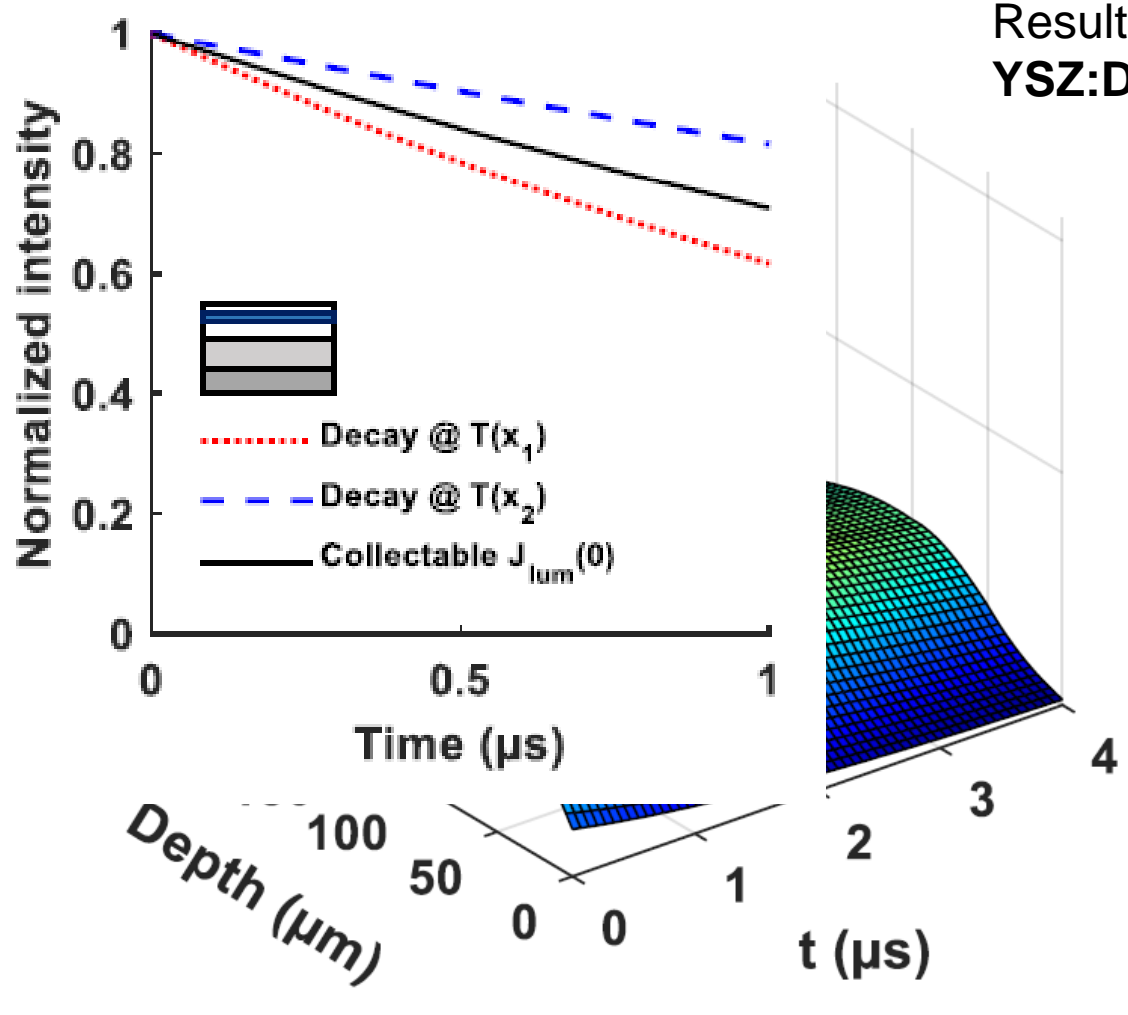 Result
YSZ:D
Normalized intensity
1
0.8
0.6
0.4
0.2
0
Decay @ T(x1)
Decay @ T(x2)
Collectable Jlum(0)
0 0.5 1
Time (µs)
Depth (µm)
100
50
0
0
1
2
3
4
t (µs)